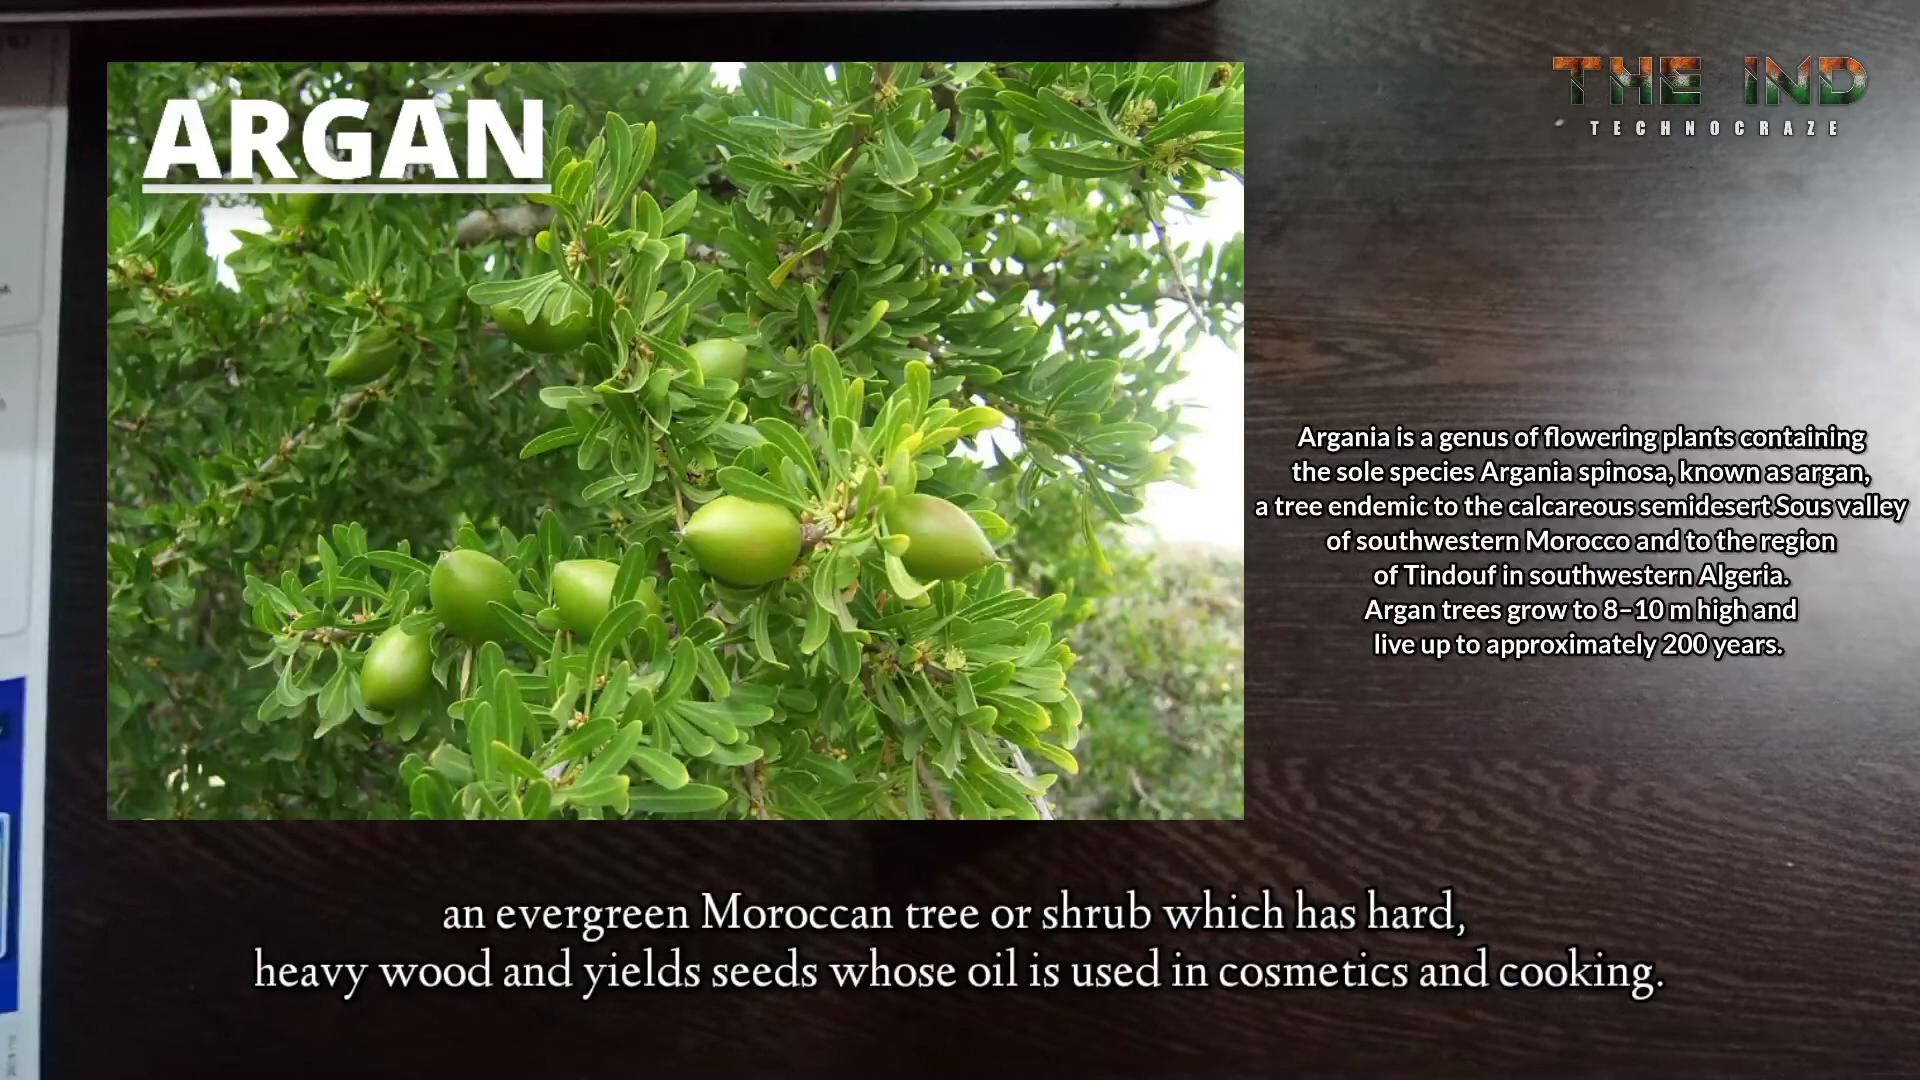 ARGAN
THE IND
TECHNOCRAZE
Argania is a genus of flowering plants containing
the sole species Argania spinosa, known as argan,
a tree endemic to the calcareous semidesert Sous valley
of southwestern Morocco and to the region
of Tindouf in southwestern Algeria.
Argan trees grow to 8–10 m high and
live up to approximately 200 years.
an evergreen Moroccan tree or shrub which has hard,
heavy wood and yields seeds whose oil is used in cosmetics and cooking.